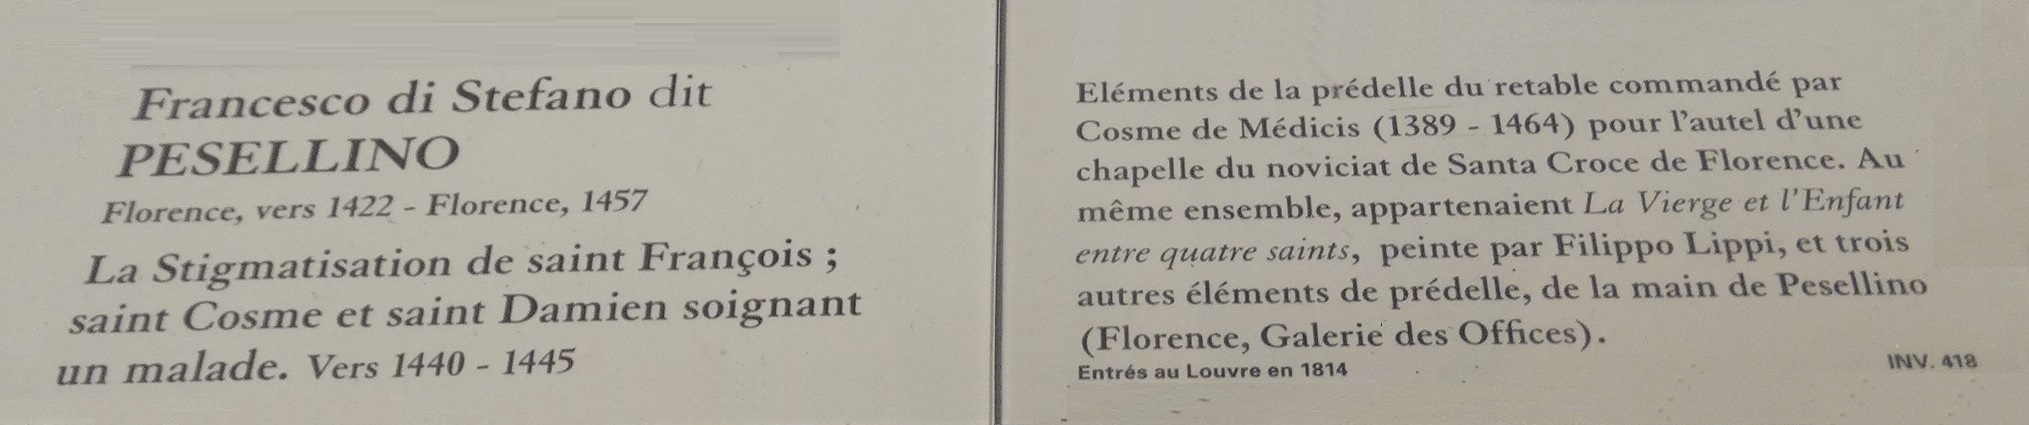 Francesco di Stefano dit
PESELLINO
Florence, vers 1422 - Florence, 1457
La Stigmatisation de saint François ;
saint Cosme et saint Damien soignant
un malade. Vers 1440 - 1445
Eléments de la prédelle du retable commandé par
Cosme de Médicis (1389 - 1464) pour l'autel d'une
chapelle du noviciat de Santa Croce de Florence. Au
même ensemble, appartenaient La Vierge et l'Enfant
entre quatre saints, peinte par Filippo Lippi, et trois
autres éléments de prédelle, de la main de Pesellino
(Florence, Galerie des Offices).
Entrés au Louvre en 1814
INV. 418